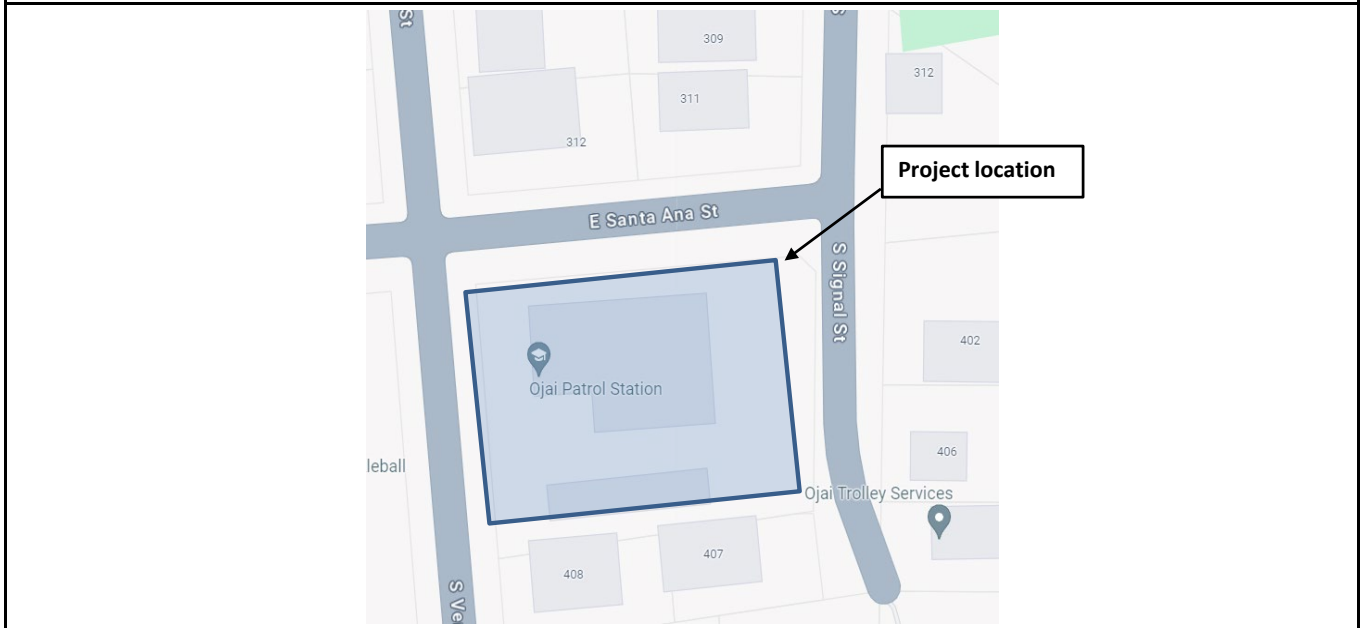 St
S
309
312
311
312
Project location
E Santa Ana St
S Signal St
402
Ojai Patrol Station
406
leball
Ojai Trolley Services
407
408
S Ve